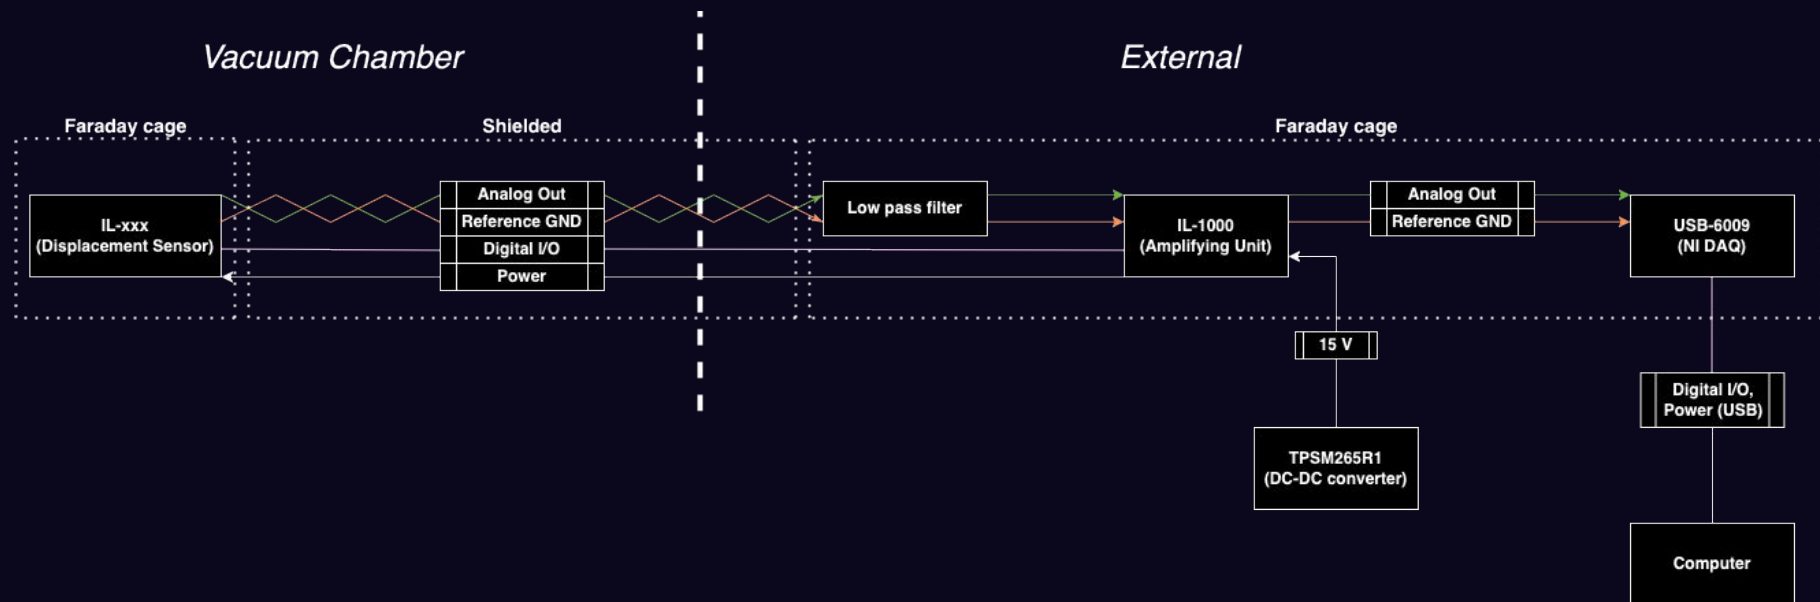 Vacuum Chamber
External
Faraday cage
Shielded
Faraday cage
IL-xxx
(Displacement Sensor)
Analog Out
Reference GND
Digital I/O
Power
Low pass filter
IL-1000
(Amplifying Unit)
Analog Out
Reference GND
USB-6009
(NI DAQ)
15 V
TPSM265R1
(DC-DC converter)
Digital I/O,
Power (USB)
Computer